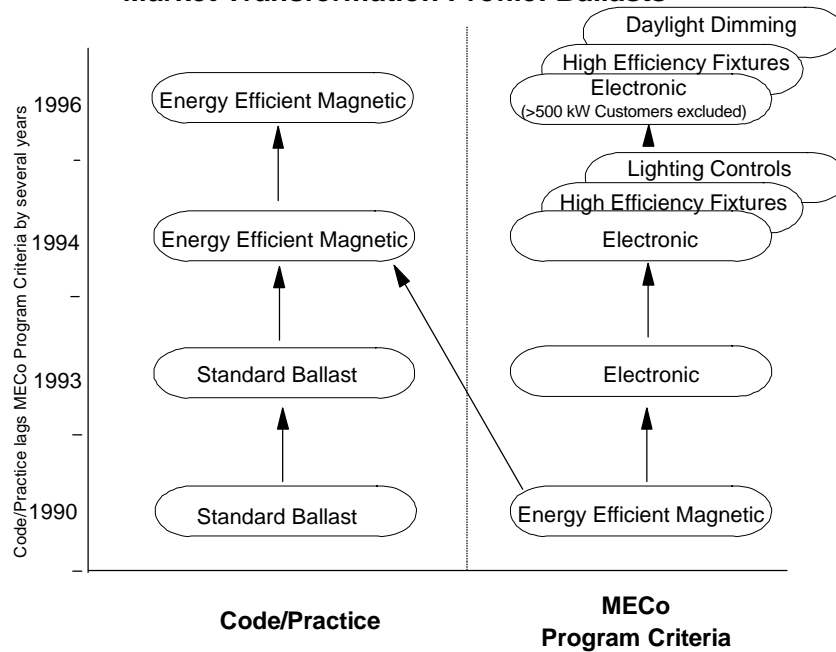 Market Transformation Profile: Ballasts
Daylight Dimming
High Efficiency Fixtures
1996
Energy Efficient Magnetic
Electronic
(>500 kW Customers excluded)
Lighting Controls
High Efficiency Fixtures
1994
Energy Efficient Magnetic
Electronic
1993
Standard Ballast
Electronic
1990
Standard Ballast
Energy Efficient Magnetic
Code/Practice lags MECo Program Criteria by several years
Code/Practice
MECo
Program Criteria